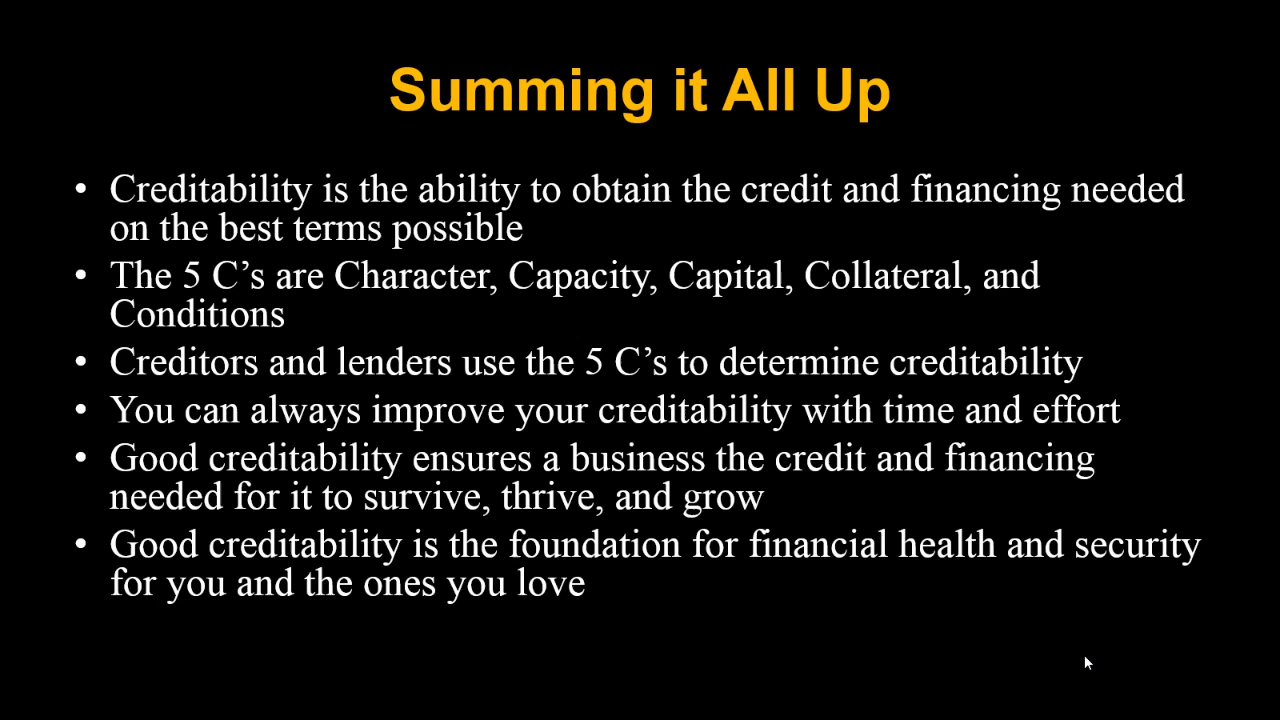 Summing it All Up
• Creditability is the ability to obtain the credit and financing needed
on the best terms possible
• The 5 C’s are Character, Capacity, Capital, Collateral, and
Conditions
• Creditors and lenders use the 5 C’s to determine creditability
• You can always improve your creditability with time and effort
• Good creditability ensures a business the credit and financing
needed for it to survive, thrive, and grow
• Good creditability is the foundation for financial health and security
for you and the ones you love